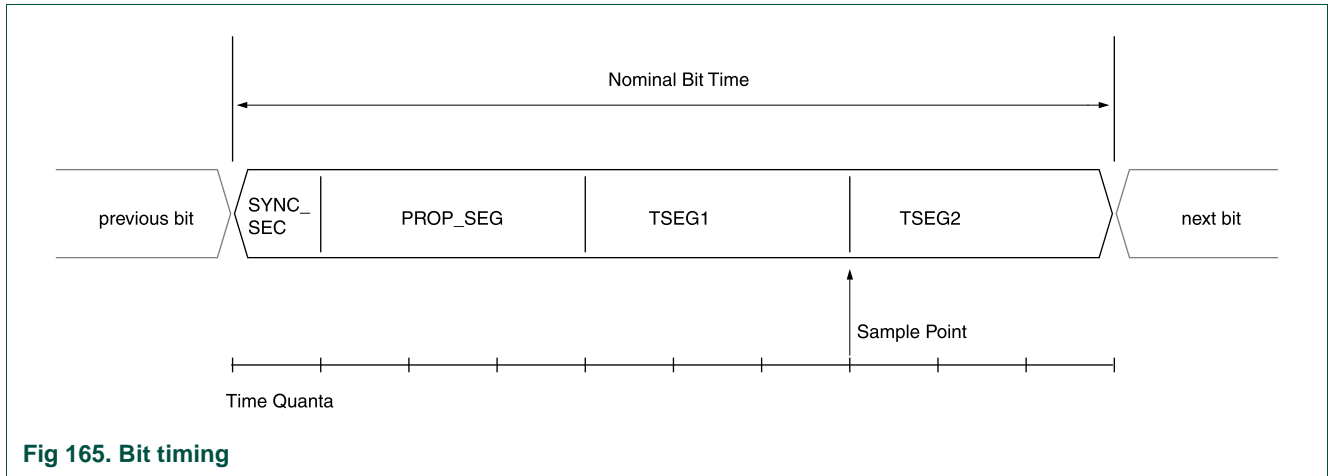 Nominal Bit Time
previous bit
SYNC_
SEC
PROP_SEG
TSEG1
TSEG2
next bit
Sample Point
Time Quanta
Fig 165. Bit timing